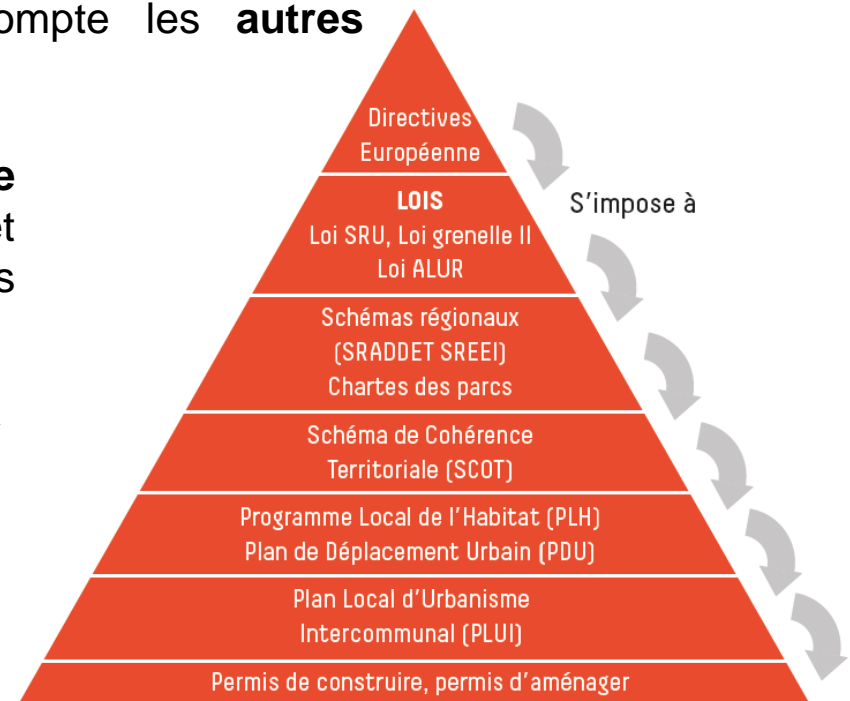 compte les autres
e
et
s
Directives
Européenne
S'impose à
LOIS
Loi SRU, Loi grenelle II
Loi ALUR
Schémas régionaux
(SRADDET SREEI)
Chartes des parcs
Schéma de Cohérence
Territoriale (SCOT)
Programme Local de l'Habitat (PLH)
Plan de Déplacement Urbain (PDU)
Plan Local d'Urbanisme
Intercommunal (PLUI)
Permis de construire, permis d'aménager